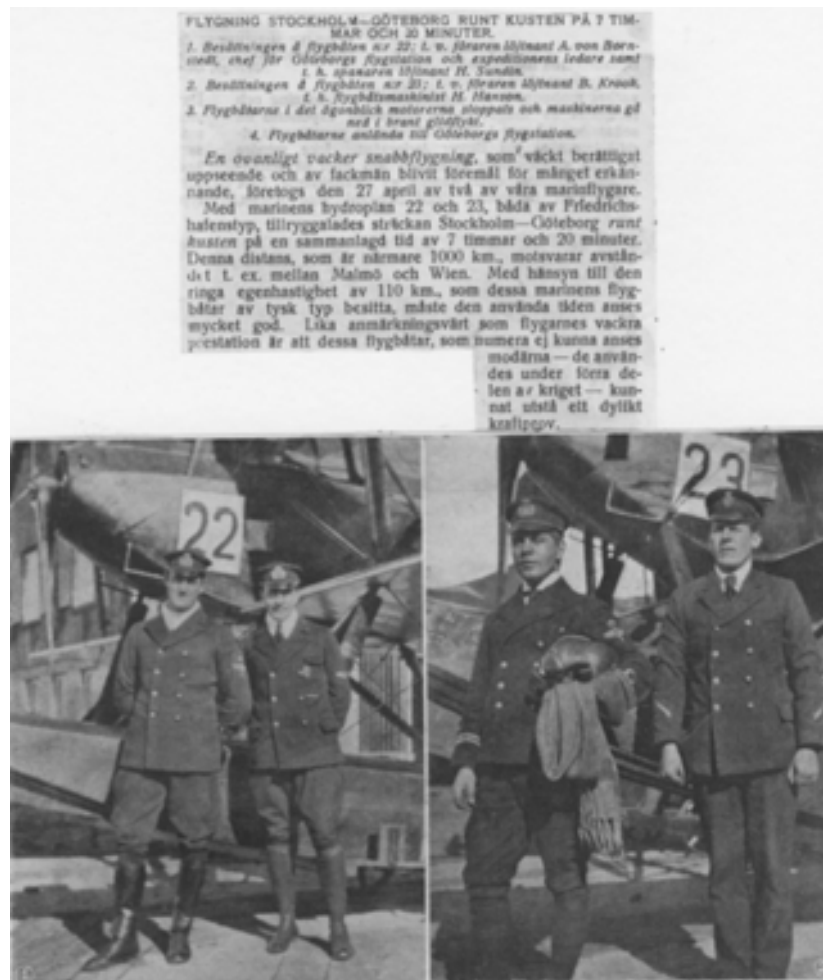 FLYGNING STOCKHOLM—GÖTEBORG RUNT KUSTEN PÅ 7 TIM-
MAR OCH 20 MINUTER.
1. Besättningen å flygbåten n:r 22: t. v. föraren löjtnant A. von Børn-
stedt, chef för Göteborgs flygstation och expeditionens ledare samt
t. h. spanaren löjtnant H. Sundin.
2. Besättningen å flygbåten n:r 23; t. v. föraren löjtnant B. Krook,
t. h. flygbåtsmaskinist H. Hanson.
3. Flygbåtarne i det ögonblick motorerna stoppats och maskinerna gå
ned i brant glidflykt.
4. Flygbåtarne anlända till Göteborgs flygstation.
En ovanligt vacker snabbflygning, som väckt berättigat
uppseende och av fackmän blivit föremål för månget erkän-
nande, företogs den 27 april av två av våra marinflygare.
Med marinens hydroplan 22 och 23, båda av Friedrichs-
hafenstyp, tillryggalades sträckan Stockholm—Göteborg runt
kusten på en sammanlagd tid av 7 timmar och 20 minuter.
Denna distans, som är närmare 1000 km., motsvarar avstån-
det t. ex. mellan Malmö och Wien. Med hänsyn till den
ringa egenhastighet av 110 km., som dessa marinens flyg-
båtar av tysk typ besitta, måste den använda tiden anses
mycket god. Lika anmärkningsvärt som flygarnes vackra
prestation är att dessa flygbåtar, som numera ej kunna anses
modärna — de använ-
des under förra de-
len av kriget — kun-
nat utstå ett dylikt
kraftprov.
22
23